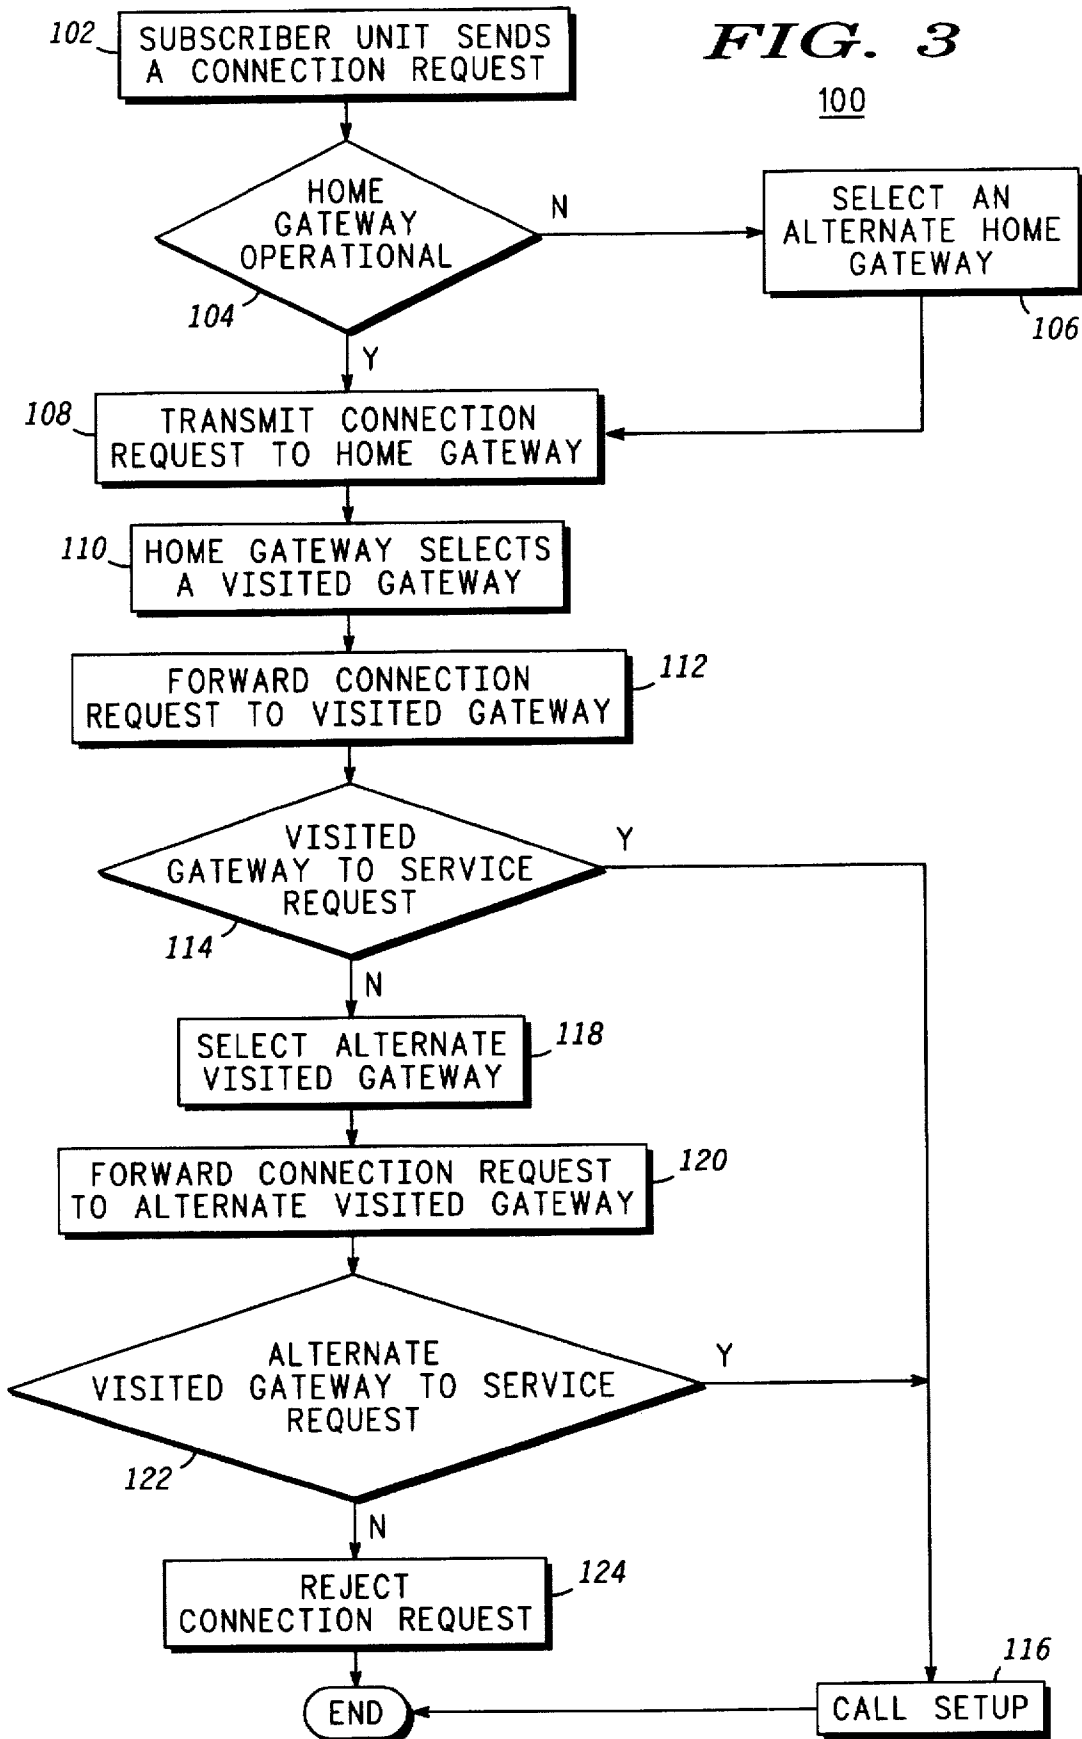 102
SUBSCRIBER UNIT SENDS
A CONNECTION REQUEST
FIG. 3
100
HOME
GATEWAY
OPERATIONAL
104
N
Y
SELECT AN
ALTERNATE HOME
GATEWAY
106
108
TRANSMIT CONNECTION
REQUEST TO HOME GATEWAY
110
HOME GATEWAY SELECTS
A VISITED GATEWAY
FORWARD CONNECTION
REQUEST TO VISITED GATEWAY
112
VISITED
GATEWAY TO SERVICE
REQUEST
114
Y
N
SELECT ALTERNATE
VISITED GATEWAY
118
FORWARD CONNECTION REQUEST
TO ALTERNATE VISITED GATEWAY
120
ALTERNATE
VISITED GATEWAY TO SERVICE
REQUEST
122
Y
N
REJECT
CONNECTION REQUEST
124
116
CALL SETUP
END